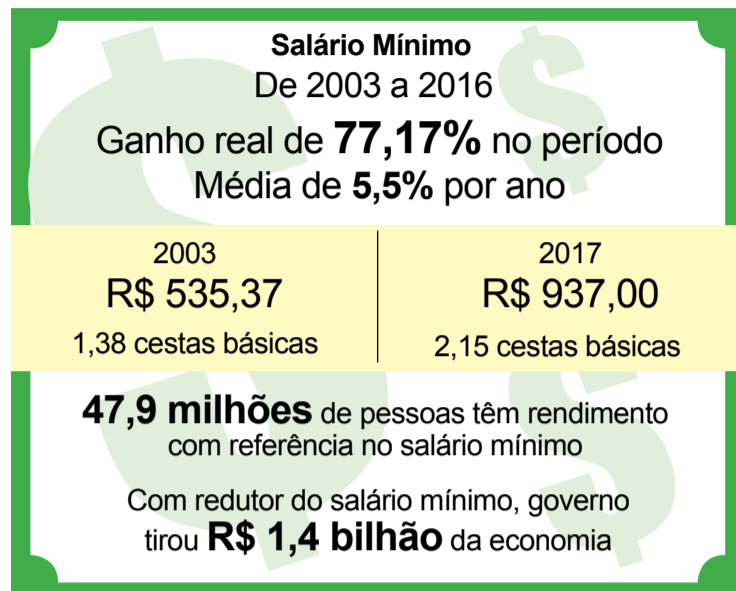 Salário Mínimo
De 2003 a 2016
Ganho real de 77,17% no período
Média de 5,5% por ano
2003
R$ 535,37
1,38 cestas básicas
2017
R$ 937,00
2,15 cestas básicas
47,9 milhões de pessoas têm rendimento
com referência no salário mínimo
Com redutor do salário mínimo, governo
tirou R$ 1,4 bilhão da economia